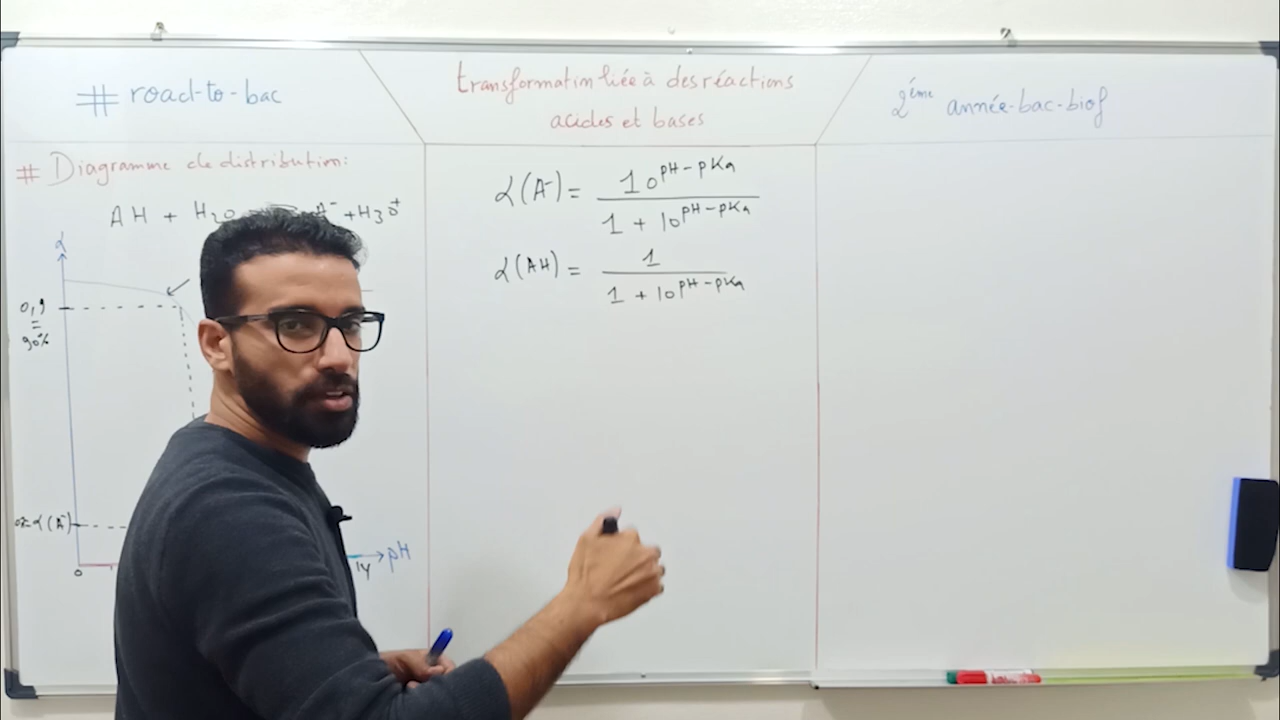 # road-to-bac
transformation liée à des réactions
acides et bases
2ème année-bac-biof
# Diagramme de distribution:
AH + H2O A- + H3O+
α
0,9
=
90%
α(A-)
0
14
pH
α(A-) = 10^pH-pKa / 1 + 10^pH-pKa
α(AH) = 1 / 1 + 10^pH-pKa